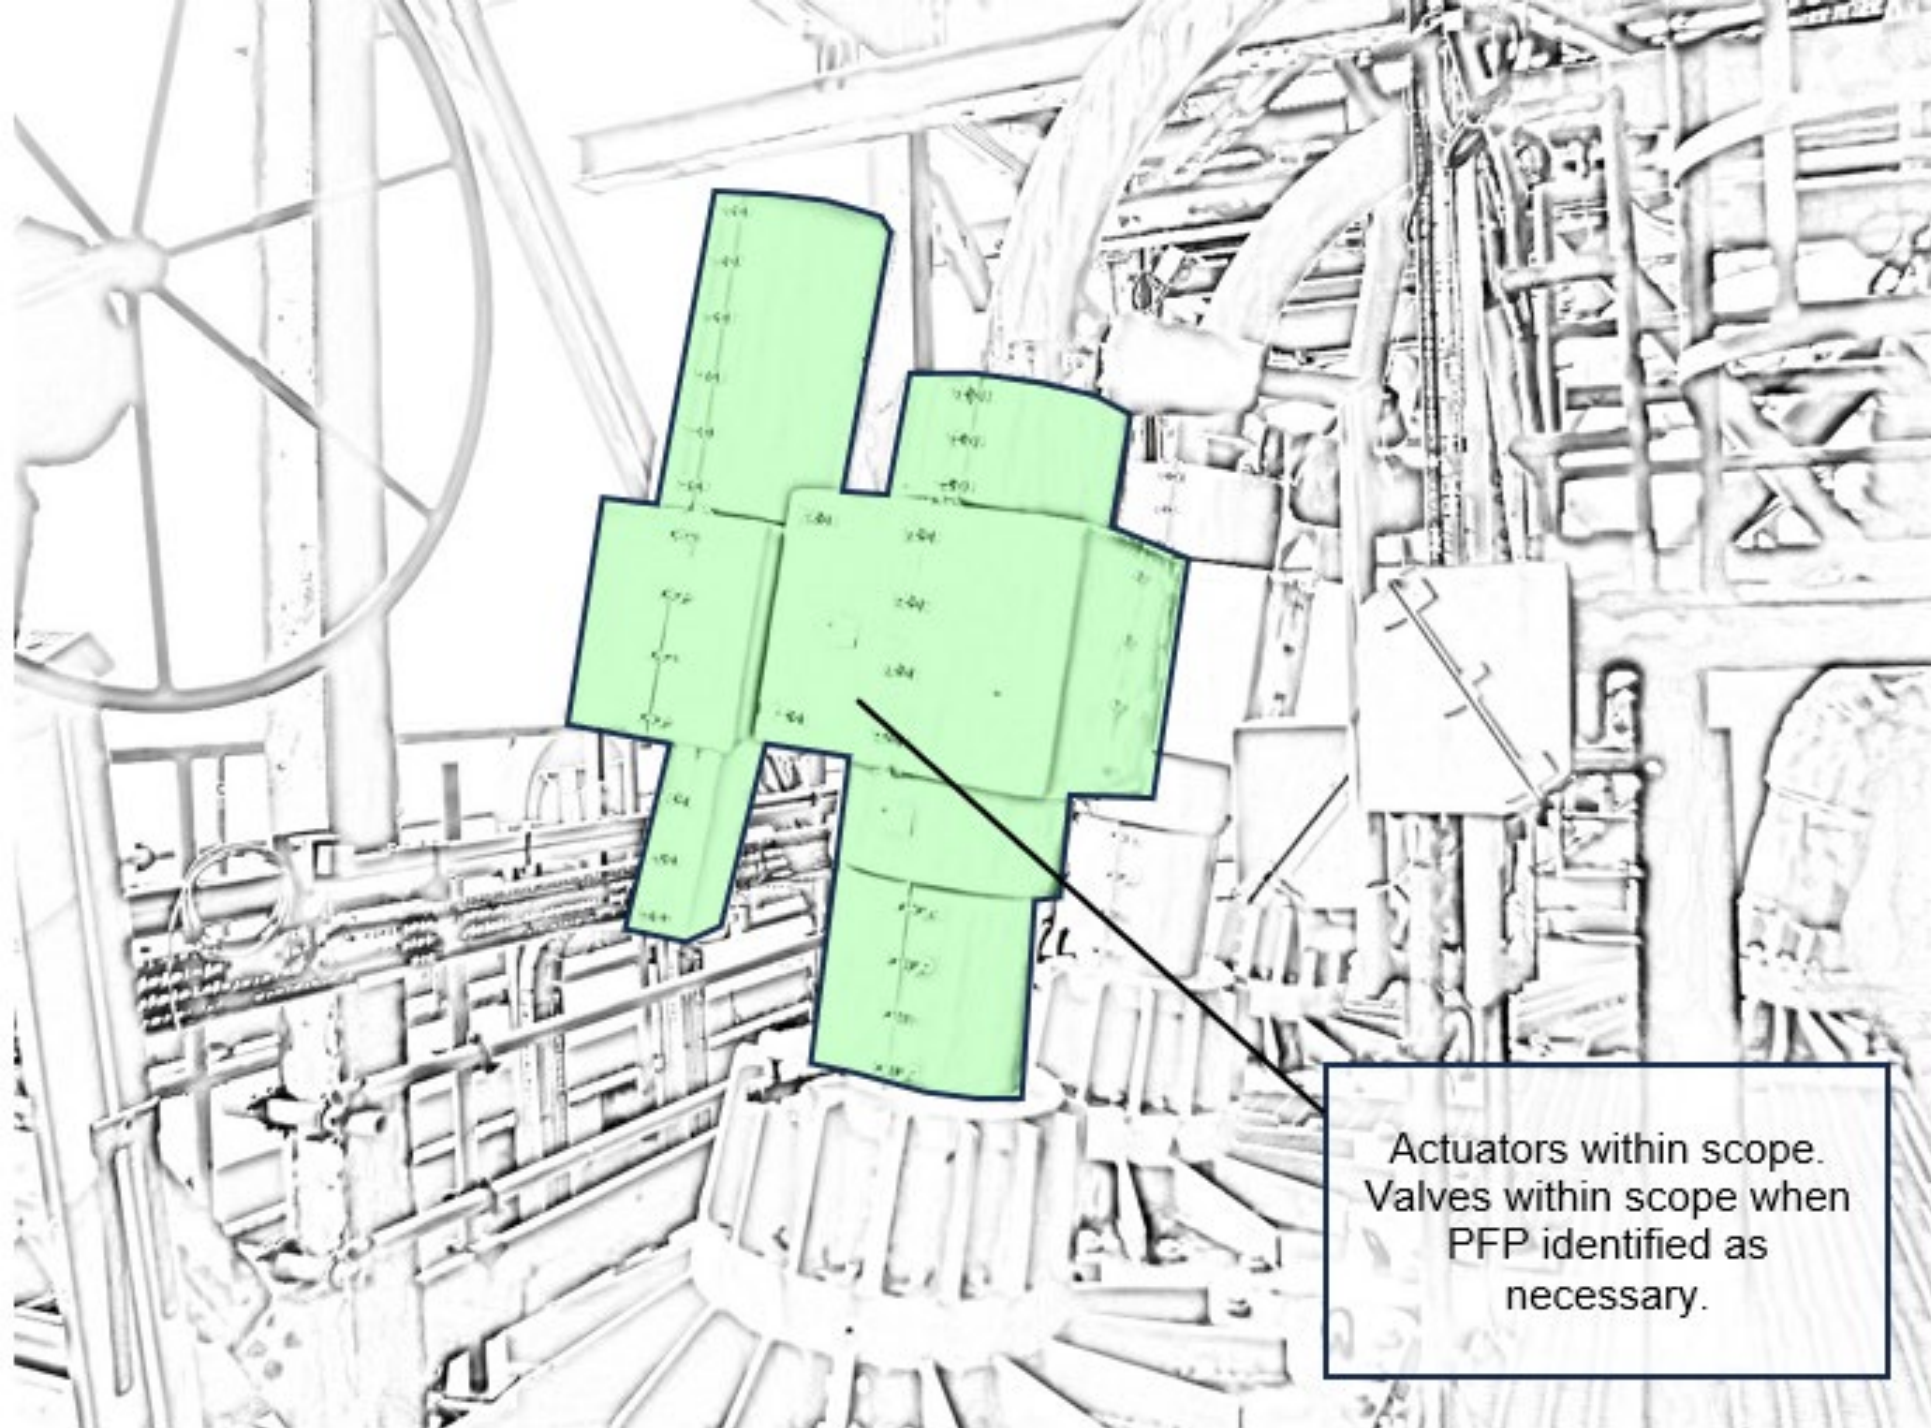 Actuators within scope.
Valves within scope when
PFP identified as
necessary.